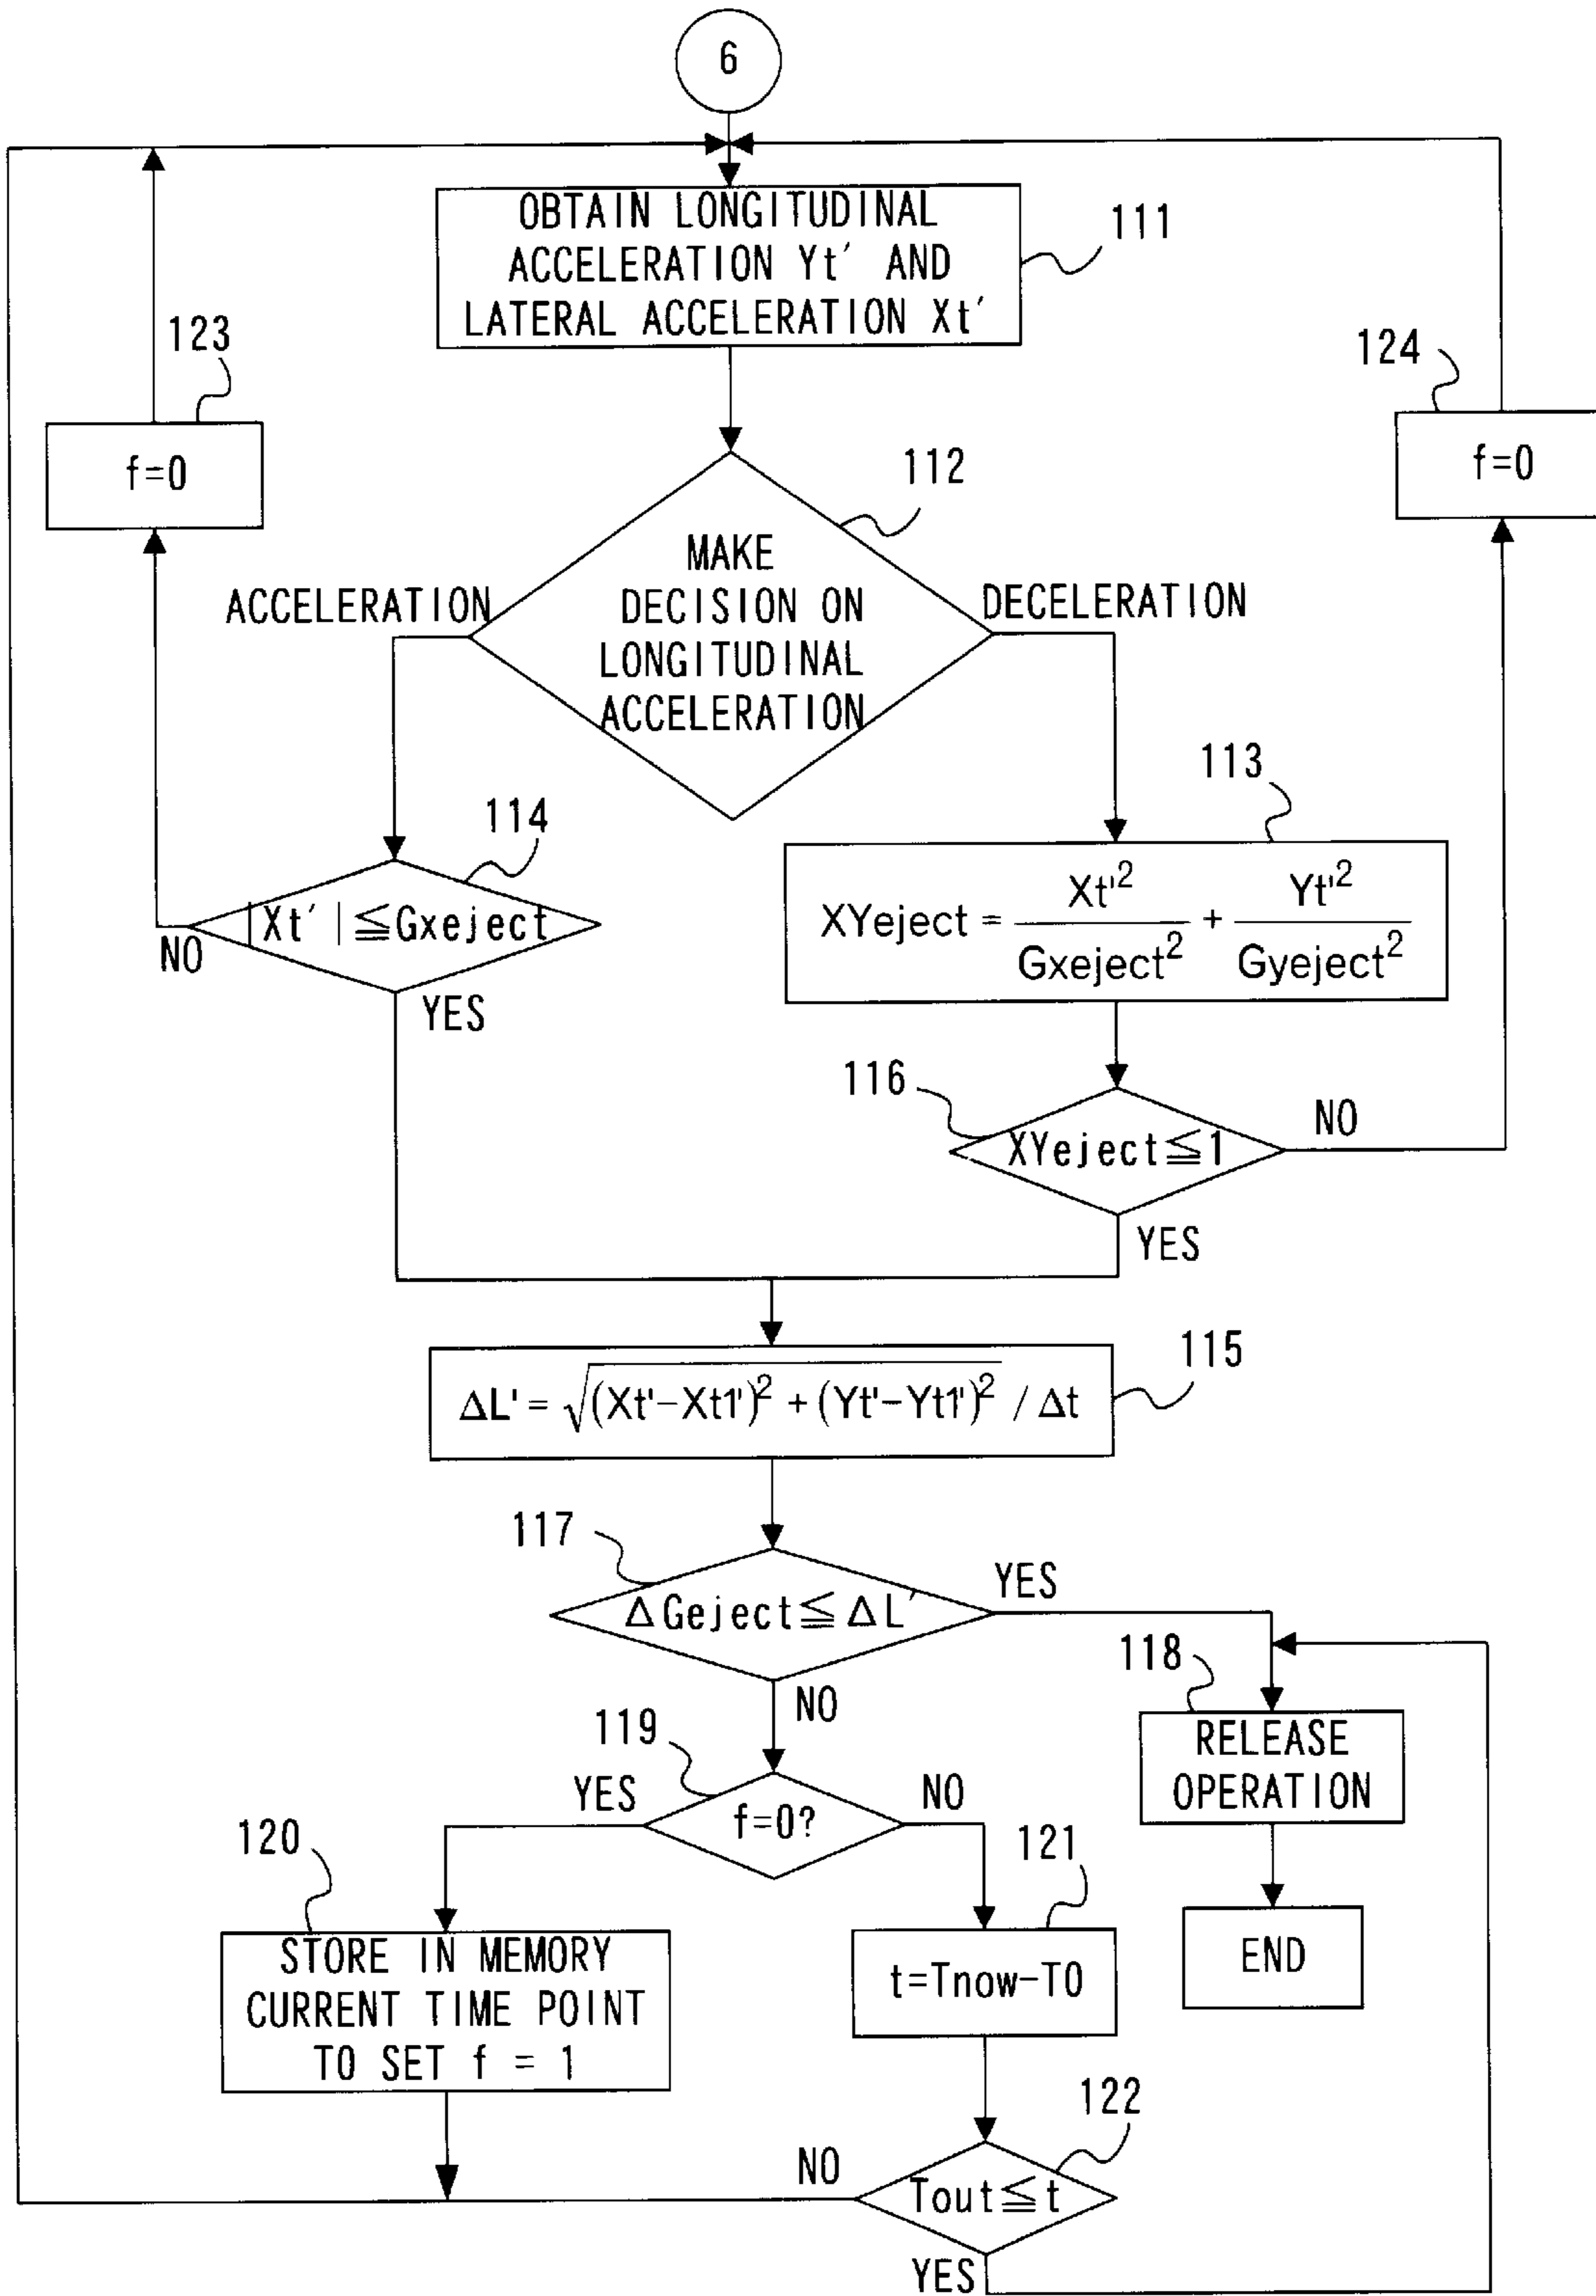 6
OBTAIN LONGITUDINAL
ACCELERATION Yt′ AND
LATERAL ACCELERATION Xt′
111
123
f=0
124
f=0
112
MAKE
DECISION ON
LONGITUDINAL
ACCELERATION
ACCELERATION
DECELERATION
114
|Xt′|≦Gxeject
NO
YES
113
XYeject = Xt'² / Gxeject² + Yt'² / Gyeject²
116
XYeject≦1
NO
YES
115
ΔL' = √(Xt'−Xt1')² + (Yt'−Yt1')² / Δt
117
ΔGeject≦ΔL′
YES
NO
118
RELEASE
OPERATION
END
119
f=0?
YES
NO
120
STORE IN MEMORY
CURRENT TIME POINT
TO SET f = 1
121
t=Tnow−T0
122
Tout≦t
NO
YES